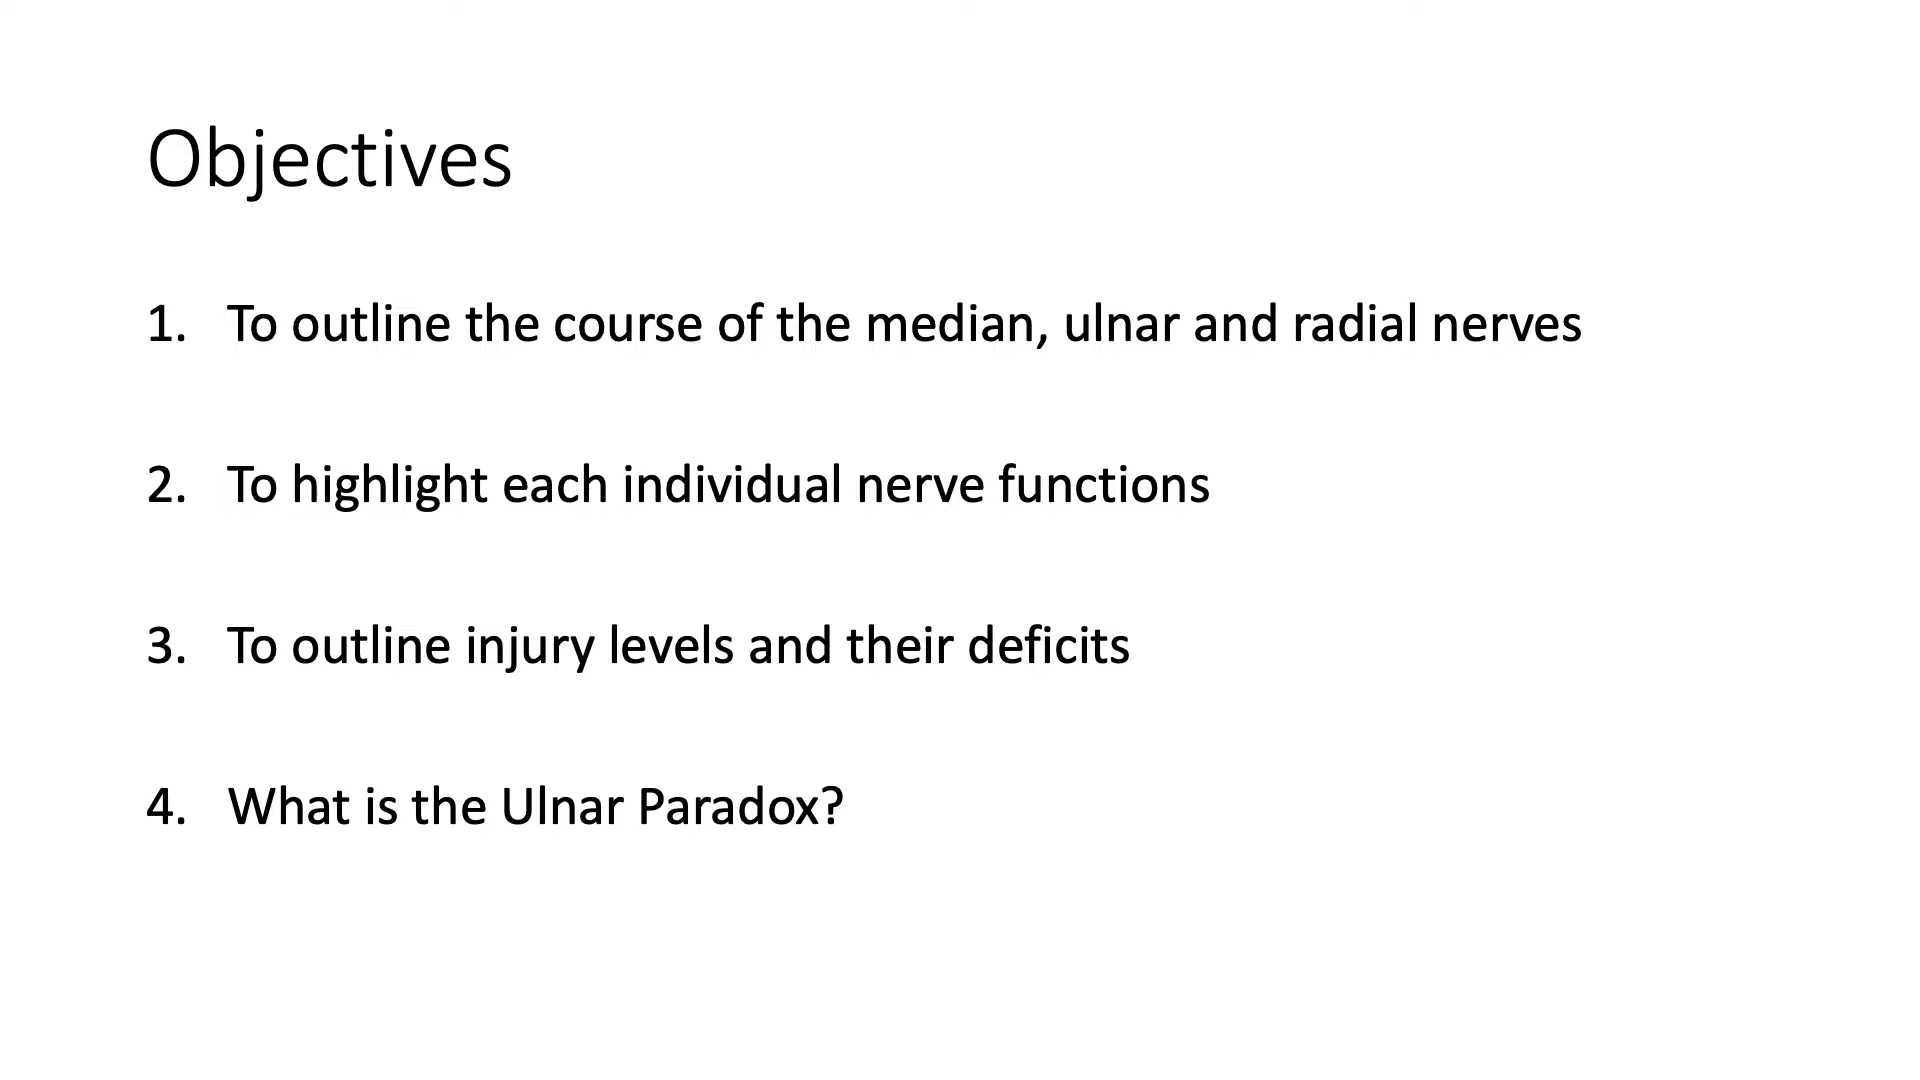 Objectives
1. To outline the course of the median, ulnar and radial nerves
2. To highlight each individual nerve functions
3. To outline injury levels and their deficits
4. What is the Ulnar Paradox?